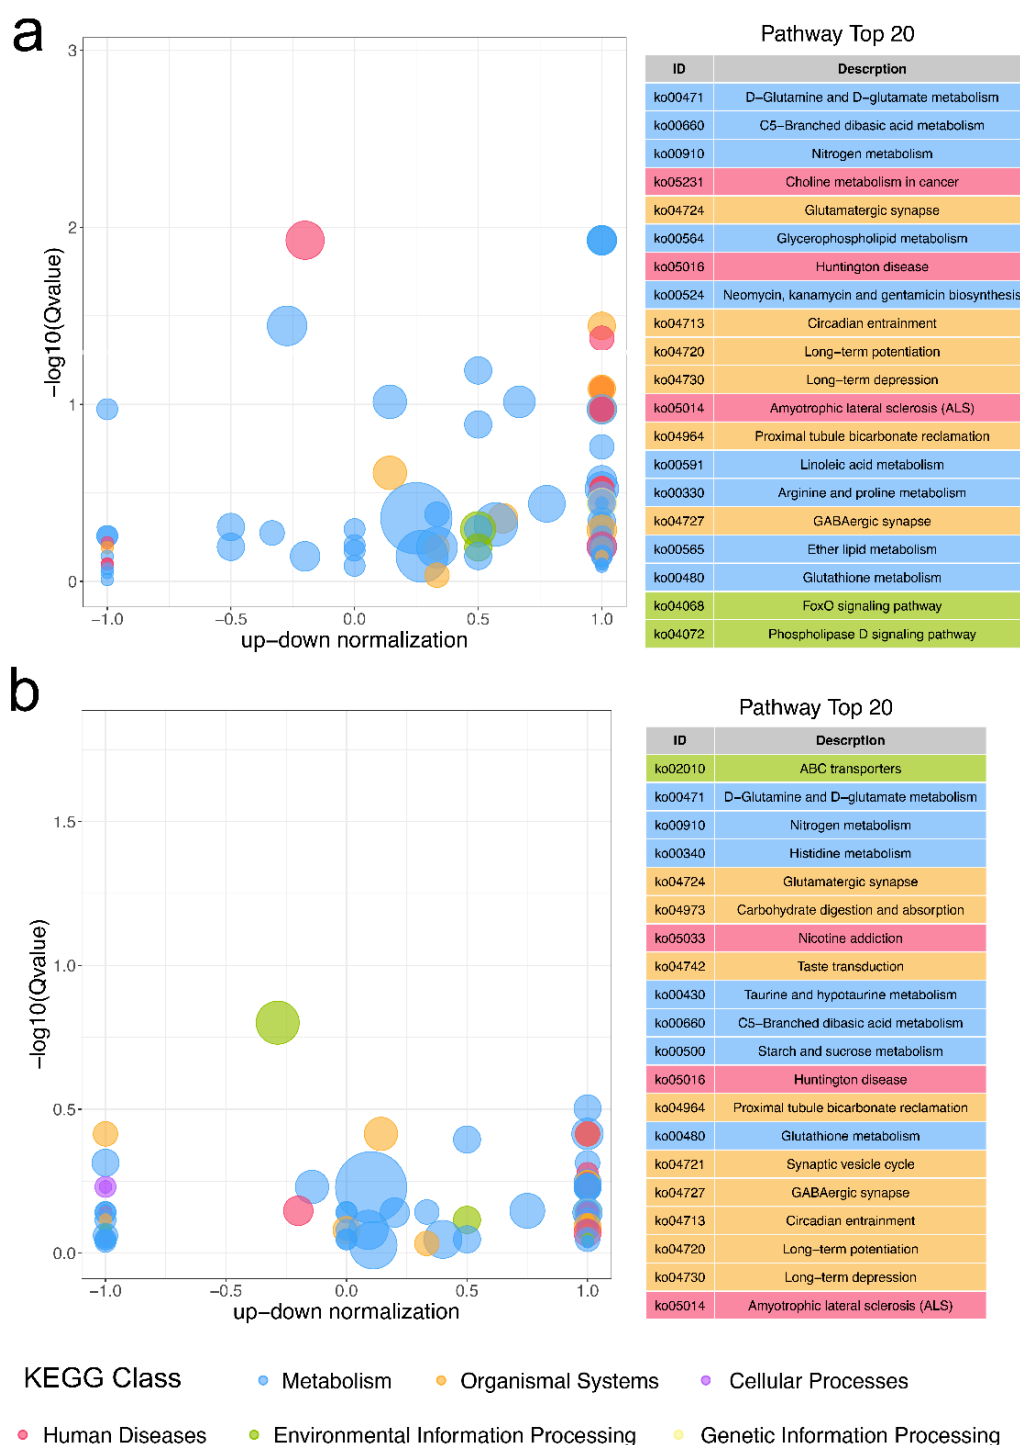 a
Pathway Top 20
ID Descrption
ko00471 D−Glutamine and D−glutamate metabolism
ko00660 C5−Branched dibasic acid metabolism
ko00910 Nitrogen metabolism
ko05231 Choline metabolism in cancer
ko04724 Glutamatergic synapse
ko00564 Glycerophospholipid metabolism
ko05016 Huntington disease
ko00524 Neomycin, kanamycin and gentamicin biosynthesis
ko04713 Circadian entrainment
ko04720 Long−term potentiation
ko04730 Long−term depression
ko05014 Amyotrophic lateral sclerosis (ALS)
ko04964 Proximal tubule bicarbonate reclamation
ko00591 Linoleic acid metabolism
ko00330 Arginine and proline metabolism
ko04727 GABAergic synapse
ko00565 Ether lipid metabolism
ko00480 Glutathione metabolism
ko04068 FoxO signaling pathway
ko04072 Phospholipase D signaling pathway
−log10(Qvalue)
3
2
1
0
−1.0 −0.5 0.0 0.5 1.0
up−down normalization
b
Pathway Top 20
ID Descrption
ko02010 ABC transporters
ko00471 D−Glutamine and D−glutamate metabolism
ko00910 Nitrogen metabolism
ko00340 Histidine metabolism
ko04724 Glutamatergic synapse
ko04973 Carbohydrate digestion and absorption
ko05033 Nicotine addiction
ko04742 Taste transduction
ko00430 Taurine and hypotaurine metabolism
ko00660 C5−Branched dibasic acid metabolism
ko00500 Starch and sucrose metabolism
ko05016 Huntington disease
ko04964 Proximal tubule bicarbonate reclamation
ko00480 Glutathione metabolism
ko04721 Synaptic vesicle cycle
ko04727 GABAergic synapse
ko04713 Circadian entrainment
ko04720 Long−term potentiation
ko04730 Long−term depression
ko05014 Amyotrophic lateral sclerosis (ALS)
−log10(Qvalue)
1.5
1.0
0.5
0.0
−1.0 −0.5 0.0 0.5 1.0
up−down normalization
KEGG Class Metabolism Organismal Systems Cellular Processes
Human Diseases Environmental Information Processing Genetic Information Processing